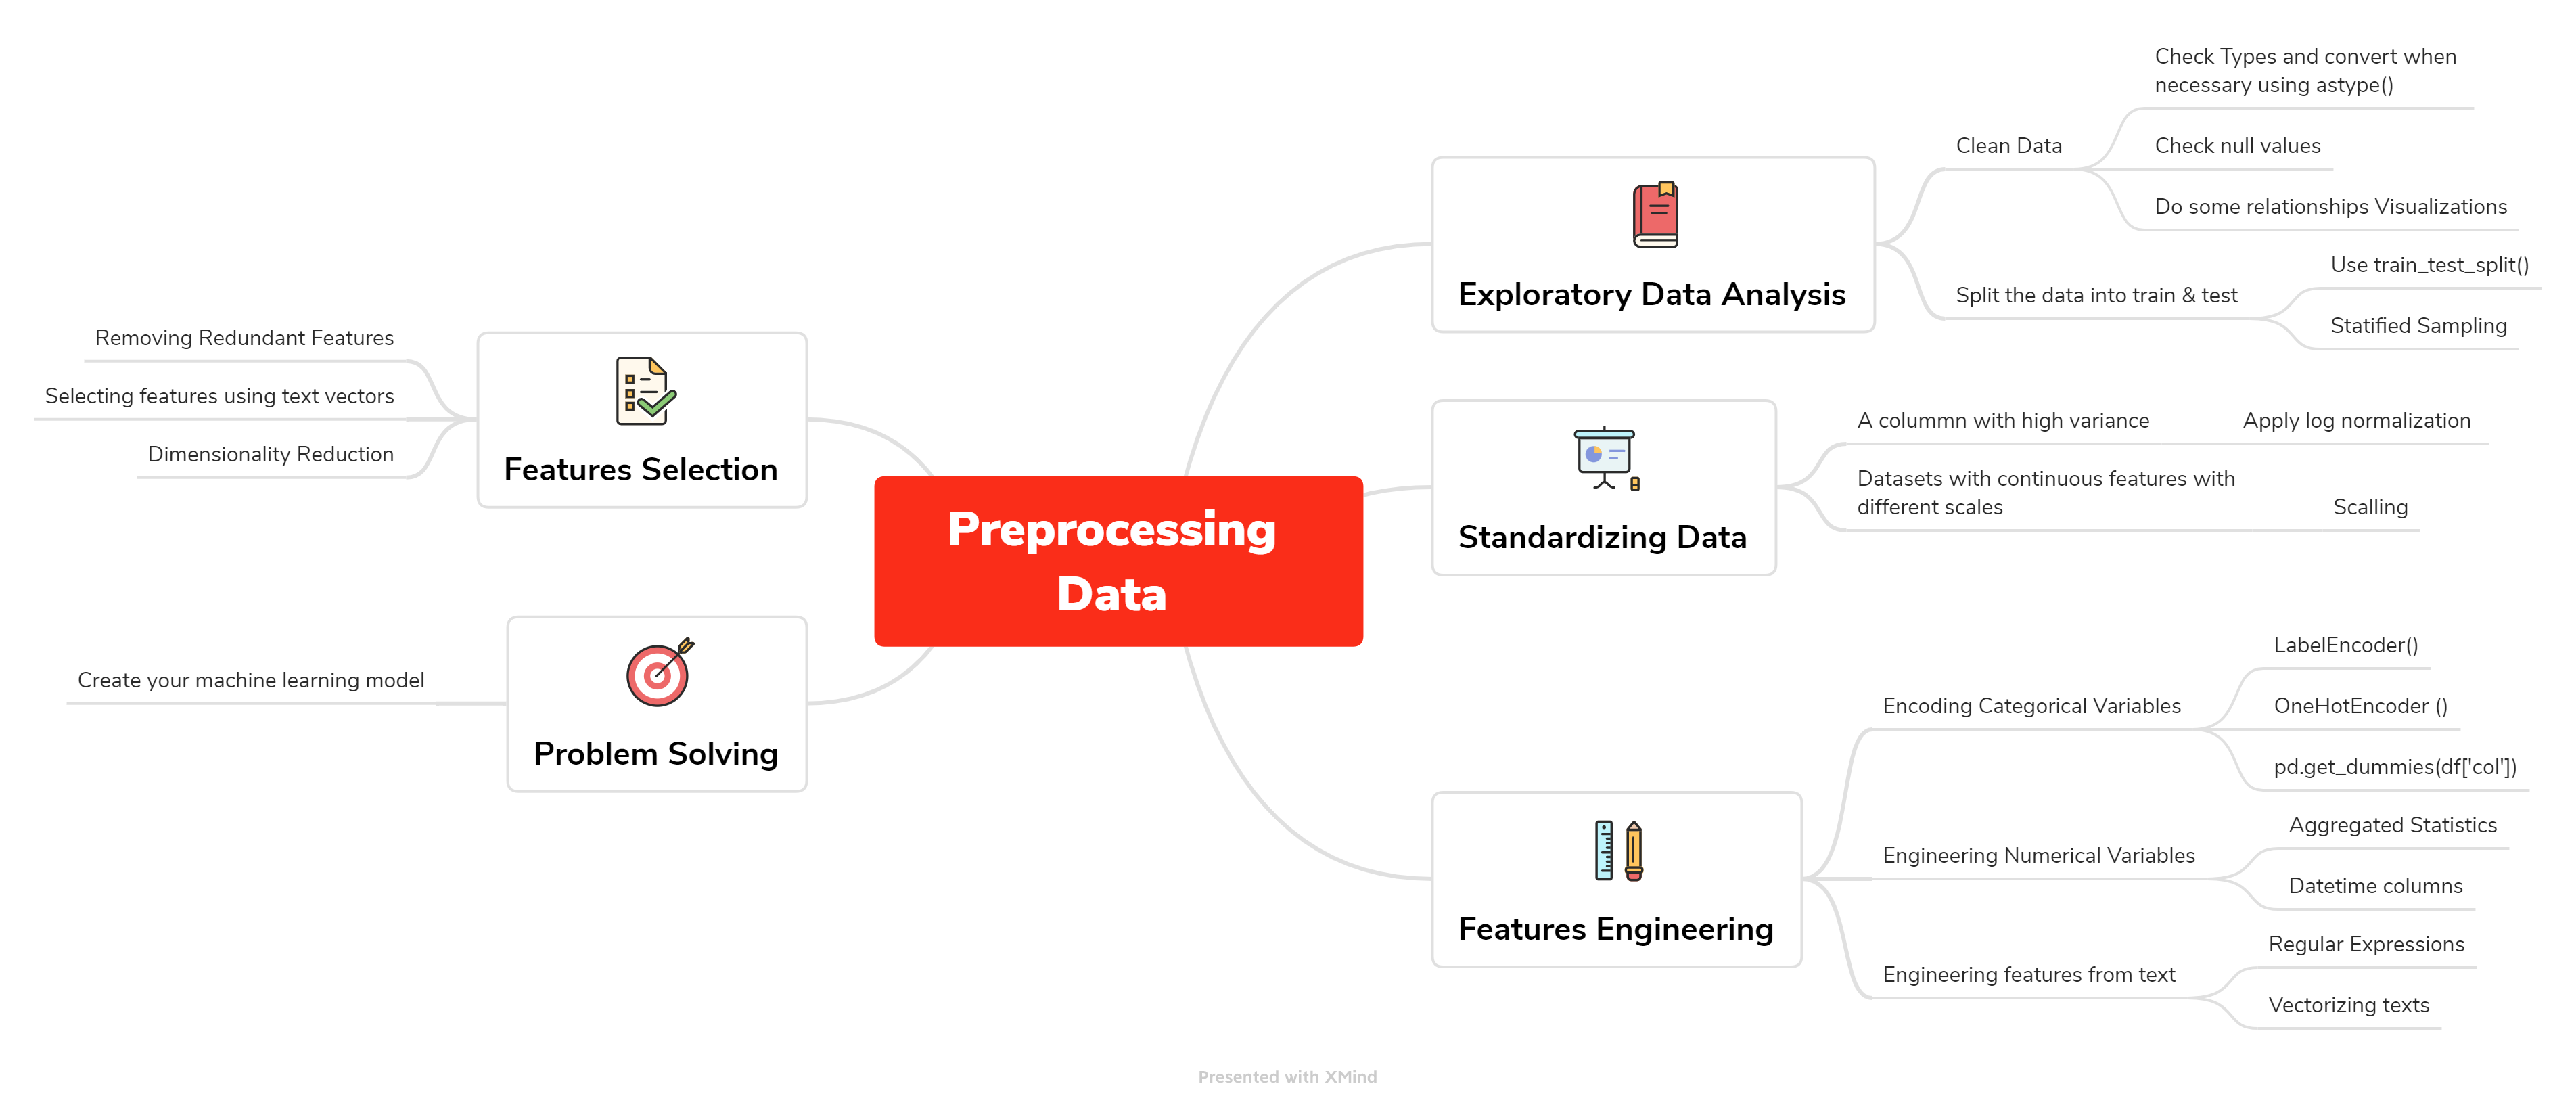 Preprocessing
Data
Exploratory Data Analysis
Clean Data
Check Types and convert when
necessary using astype()
Check null values
Do some relationships Visualizations
Split the data into train & test
Use train_test_split()
Statified Sampling
Standardizing Data
A colummn with high variance
Apply log normalization
Datasets with continuous features with
different scales
Scalling
Features Engineering
Encoding Categorical Variables
LabelEncoder()
OneHotEncoder ()
pd.get_dummies(df['col'])
Engineering Numerical Variables
Aggregated Statistics
Datetime columns
Engineering features from text
Regular Expressions
Vectorizing texts
Features Selection
Removing Redundant Features
Selecting features using text vectors
Dimensionality Reduction
Problem Solving
Create your machine learning model
Presented with XMind